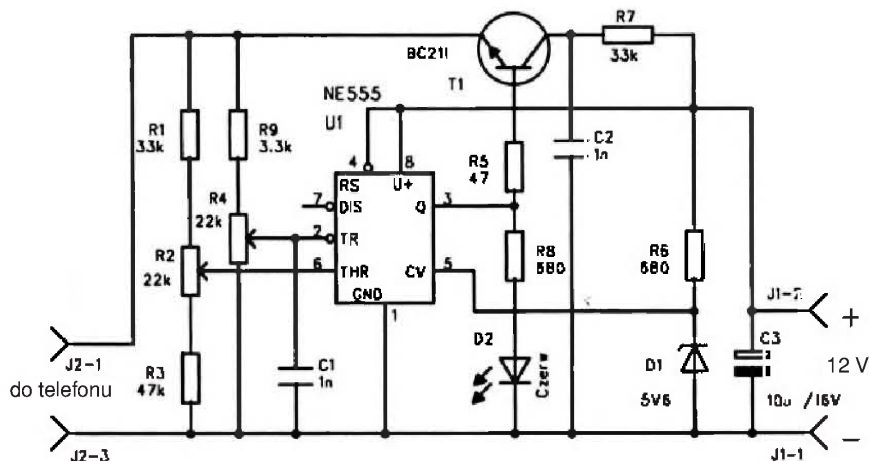 R7
33k
BC211
T1
NE555
U1
R1
33k
R9
3.3k
R4
22k
R2
22k
R3
47k
4
8
RS
U+
7
DIS
Q
3
2
TR
6
THR
CV
5
GND
1
R5
47
C2
1n
R8
680
R6
680
C1
1n
D2
Czerw
D1
5V6
C3
10u /16V
J1-2
+
12 V
J2-1
do telefonu
J2-3
J1-1
−